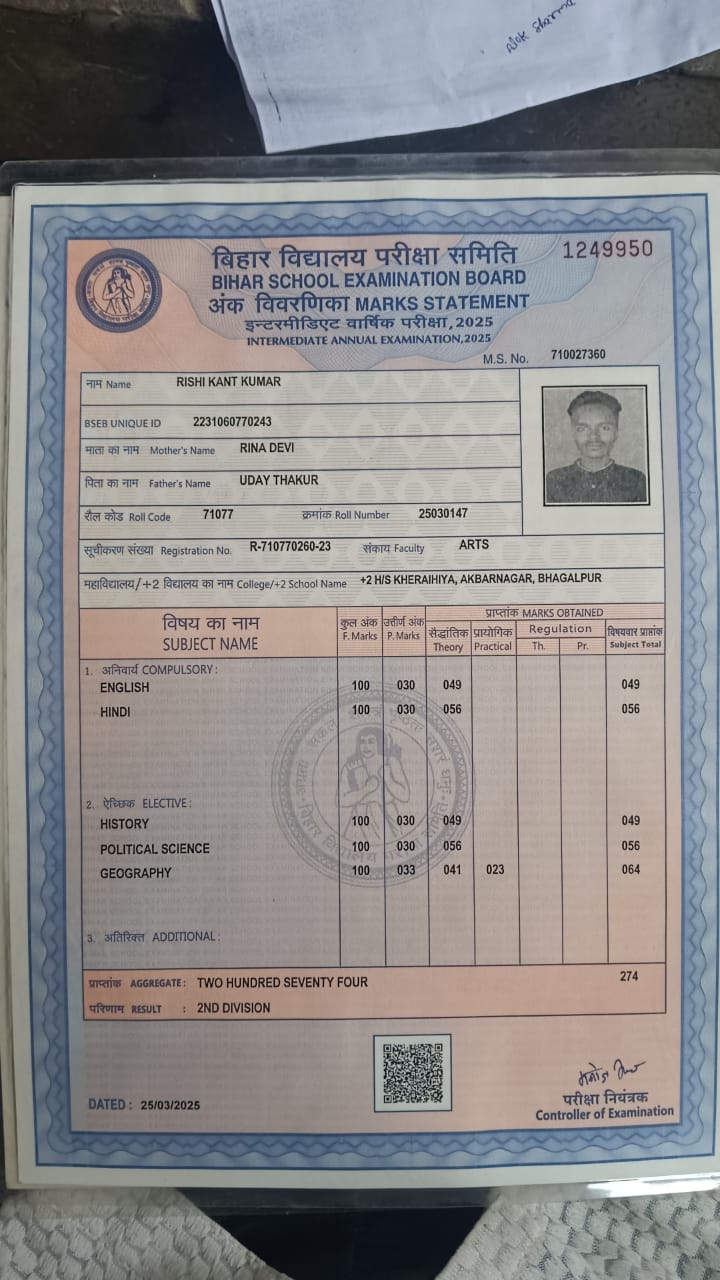 Alok Sharma
बिहार विद्यालय परीक्षा समिति
1249950
BIHAR SCHOOL EXAMINATION BOARD
अंक विवरणिका MARKS STATEMENT
इन्टरमीडिएट वार्षिक परीक्षा, 2025
INTERMEDIATE ANNUAL EXAMINATION, 2025
M.S. No. 710027360
नाम Name RISHI KANT KUMAR
BSEB UNIQUE ID 2231060770243
माता का नाम Mother's Name RINA DEVI
पिता का नाम Father's Name UDAY THAKUR
रौल कोड Roll Code 71077 क्रमांक Roll Number 25030147
सूचीकरण संख्या Registration No. R-710770260-23 संकाय Faculty ARTS
महाविद्यालय/+2 विद्यालय का नाम College/+2 School Name +2 H/S KHERAIHIYA, AKBARNAGAR, BHAGALPUR
विषय का नाम SUBJECT NAME कुल अंक F. Marks उत्तीर्ण अंक P. Marks प्राप्तांक MARKS OBTAINED
सैद्धांतिक Theory प्रायोगिक Practical Regulation Th. Pr. विषयवार प्राप्तांक Subject Total
1. अनिवार्य COMPULSORY :
ENGLISH 100 030 049 049
HINDI 100 030 056 056
2. ऐच्छिक ELECTIVE :
HISTORY 100 030 049 049
POLITICAL SCIENCE 100 030 056 056
GEOGRAPHY 100 033 041 023 064
3. अतिरिक्त ADDITIONAL :
प्राप्तांक AGGREGATE : TWO HUNDRED SEVENTY FOUR 274
परिणाम RESULT : 2ND DIVISION
DATED : 25/03/2025
परीक्षा नियंत्रक
Controller of Examination